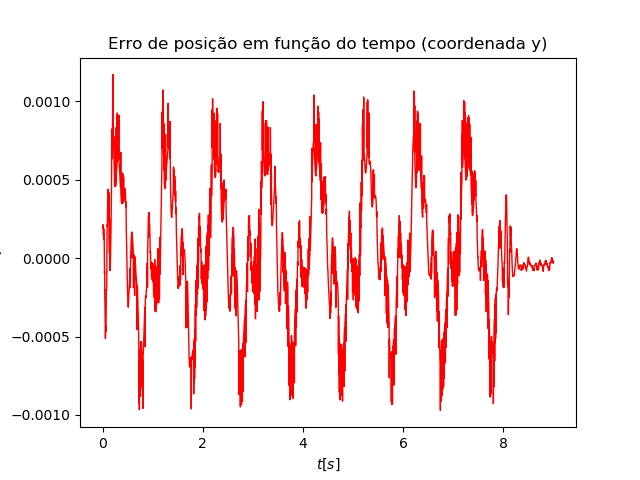 Erro de posição em função do tempo (coordenada y)
0.0010
0.0005
0.0000
−0.0005
−0.0010
0 2 4 6 8
t[s]